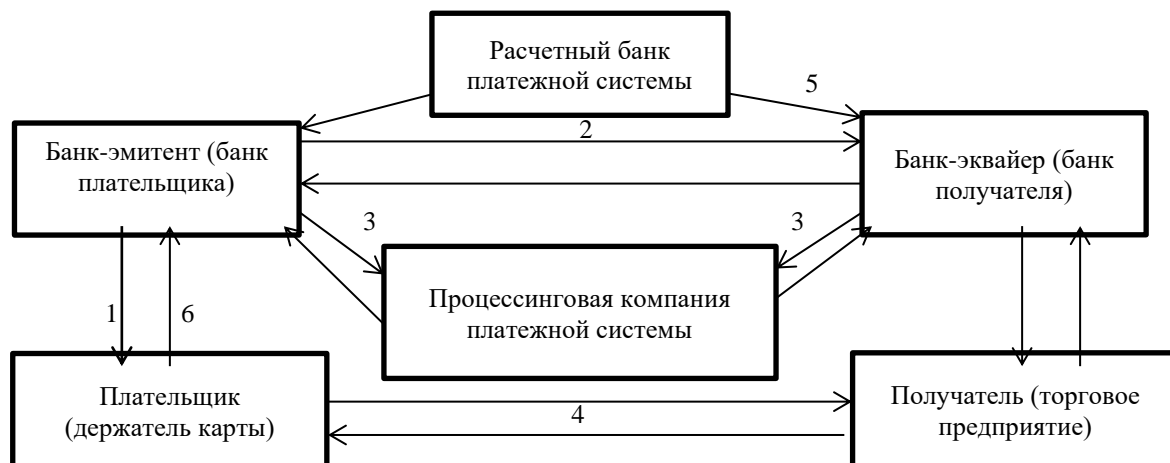 Расчетный банк
платежной системы
5
2
Банк-эмитент (банк
плательщика)
Банк-эквайер (банк
получателя)
3
3
Процессинговая компания
платежной системы
1
6
Плательщик
(держатель карты)
4
Получатель (торговое
предприятие)